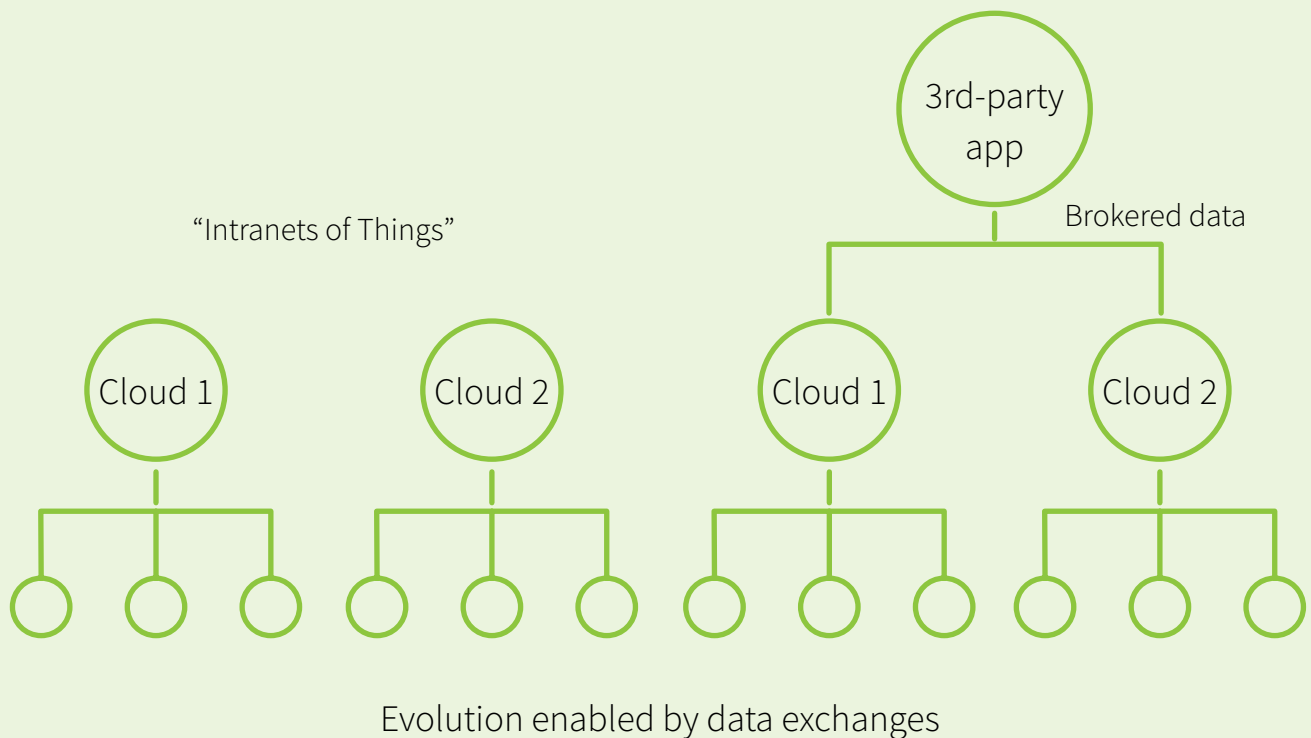 3rd-party
app
“Intranets of Things”
Brokered data
Cloud 1
Cloud 2
Cloud 1
Cloud 2
Evolution enabled by data exchanges